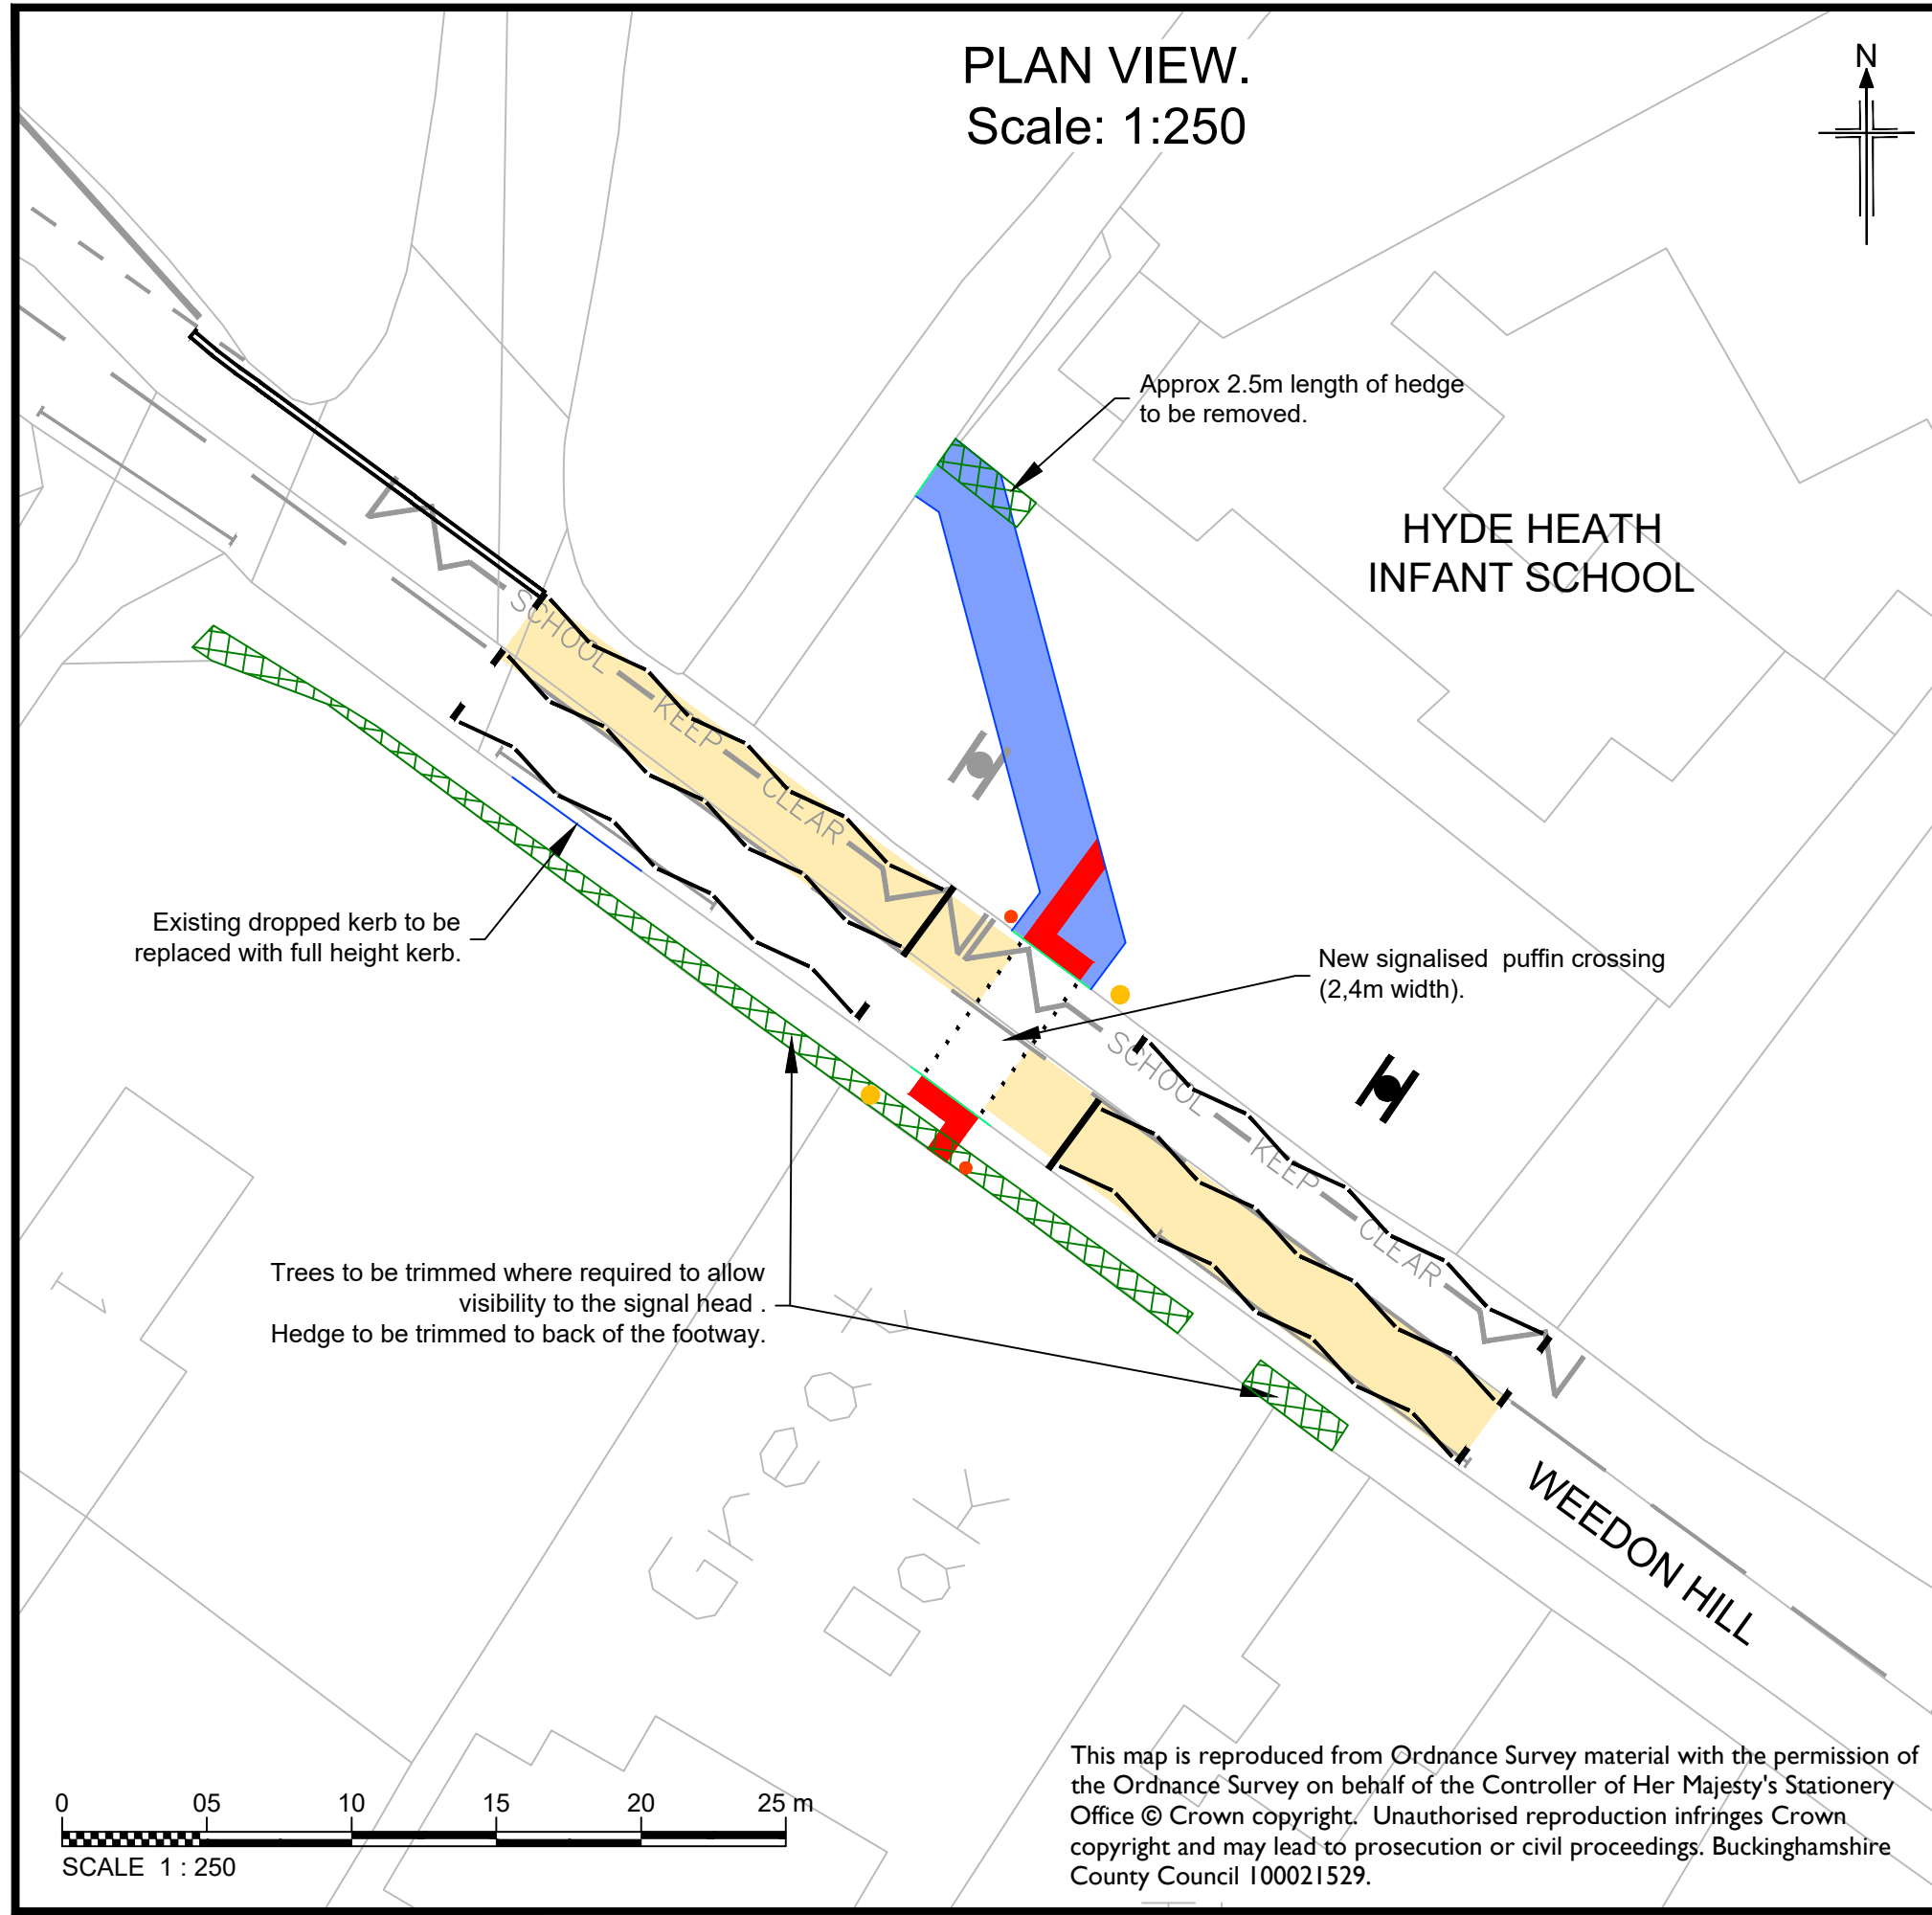 PLAN VIEW.
Scale: 1:250
N
Approx 2.5m length of hedge
to be removed.
HYDE HEATH
INFANT SCHOOL
SCHOOL KEEP CLEAR
Existing dropped kerb to be
replaced with full height kerb.
New signalised  puffin crossing
(2,4m width).
SCHOOL KEEP CLEAR
Trees to be trimmed where required to allow
visibility to the signal head .
Hedge to be trimmed to back of the footway.
1
Great
WEEDON HILL
0 05 10 15 20 25 m
SCALE 1 : 250
This map is reproduced from Ordnance Survey material with the permission of
the Ordnance Survey on behalf of the Controller of Her Majesty's Stationery
Office © Crown copyright.  Unauthorised reproduction infringes Crown
copyright and may lead to prosecution or civil proceedings. Buckinghamshire
County Council 100021529.